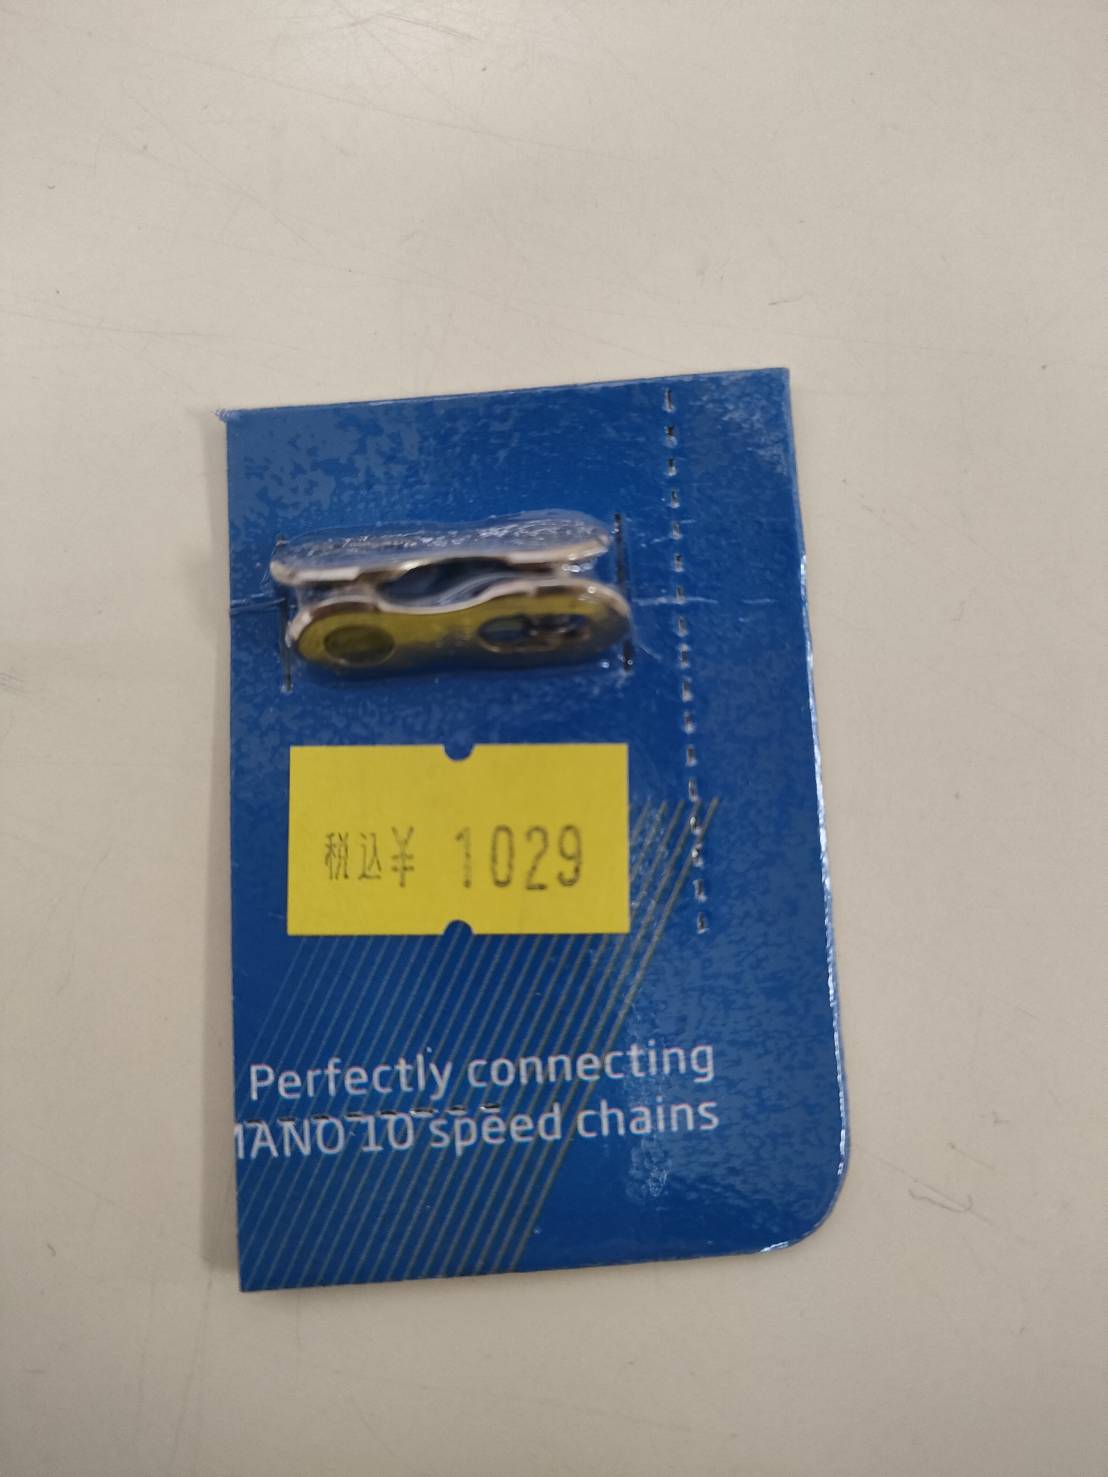 税込¥ 1029
Perfectly connecting
MANO 10 speed chains